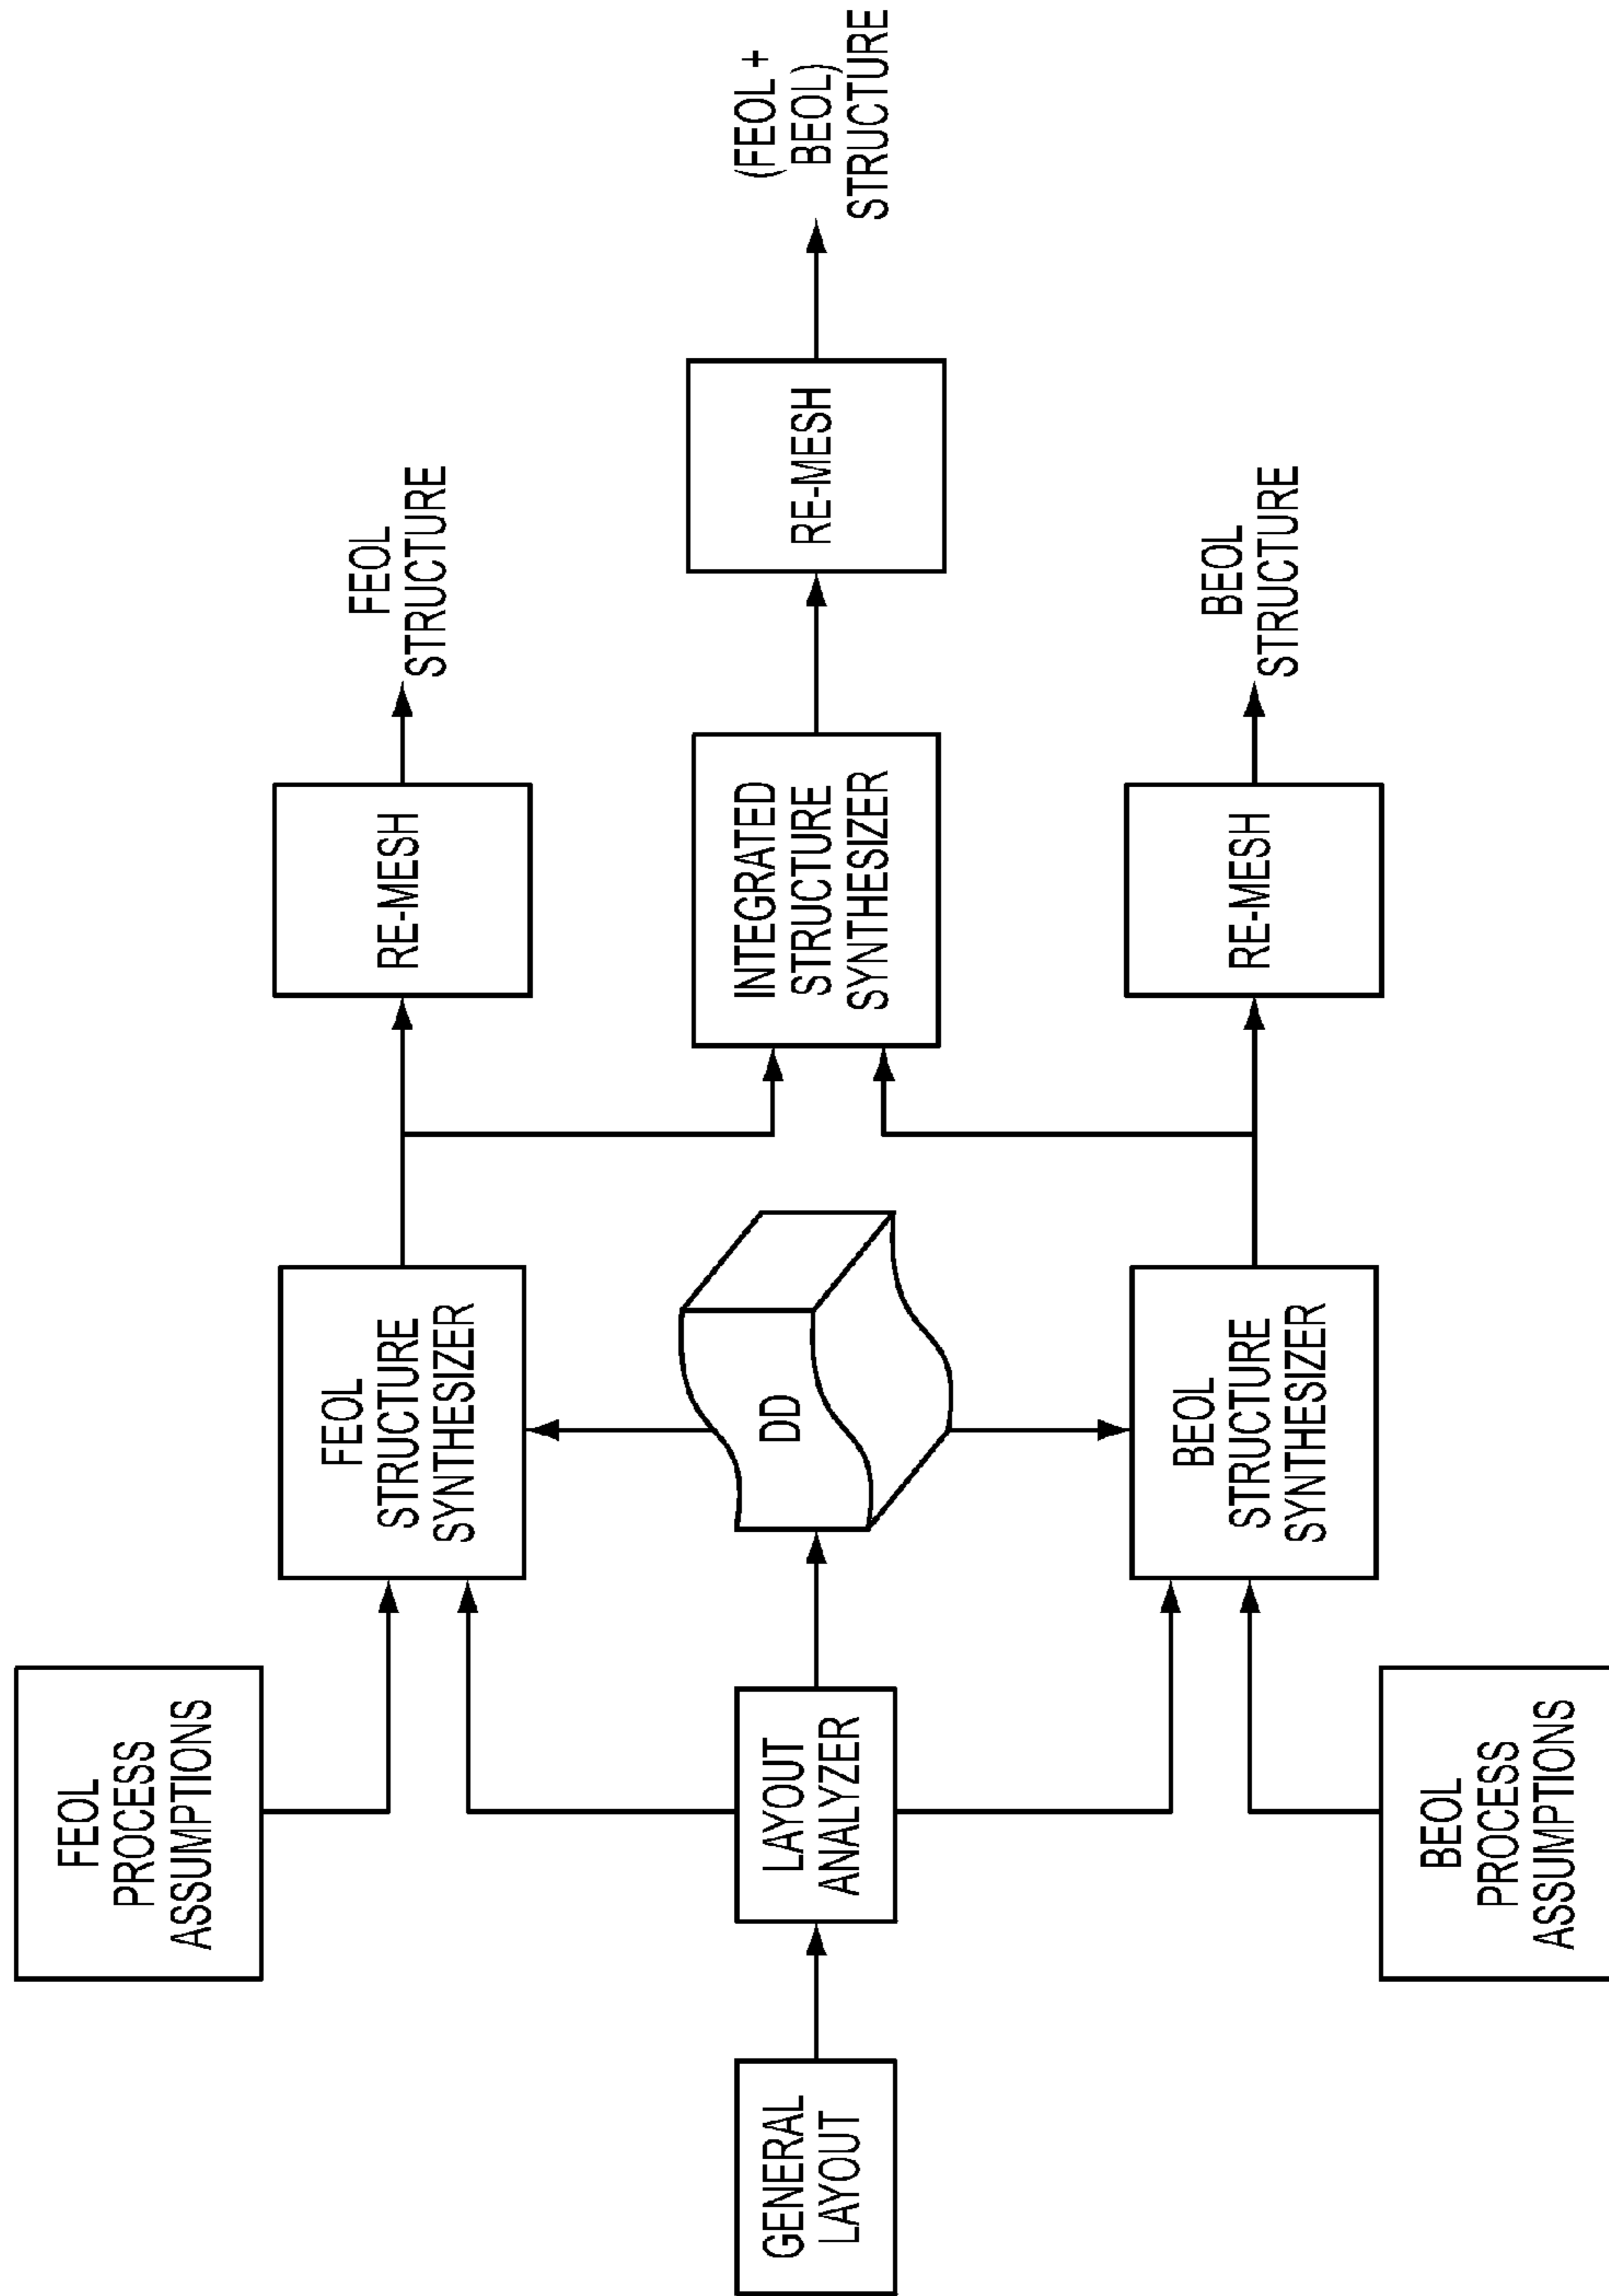 GENERAL
LAYOUT
FEOL
PROCESS
ASSUMPTIONS
LAYOUT
ANALYZER
BEOL
PROCESS
ASSUMPTIONS
FEOL
STRUCTURE
SYNTHESIZER
DD
BEOL
STRUCTURE
SYNTHESIZER
RE-MESH
INTEGRATED
STRUCTURE
SYNTHESIZER
RE-MESH
FEOL
STRUCTURE
RE-MESH
BEOL
STRUCTURE
(FEOL +
BEOL)
STRUCTURE